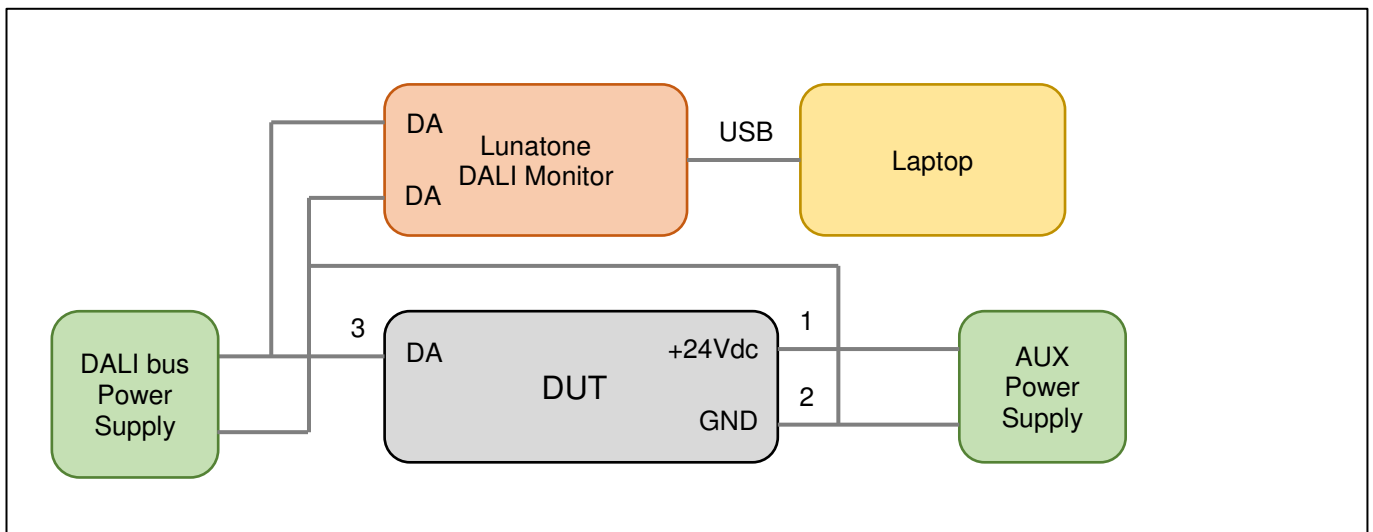 DA
Lunatone
DALI Monitor
DA
USB
Laptop
DALI bus
Power
Supply
3
DA
DUT
+24Vdc
GND
1
2
AUX
Power
Supply